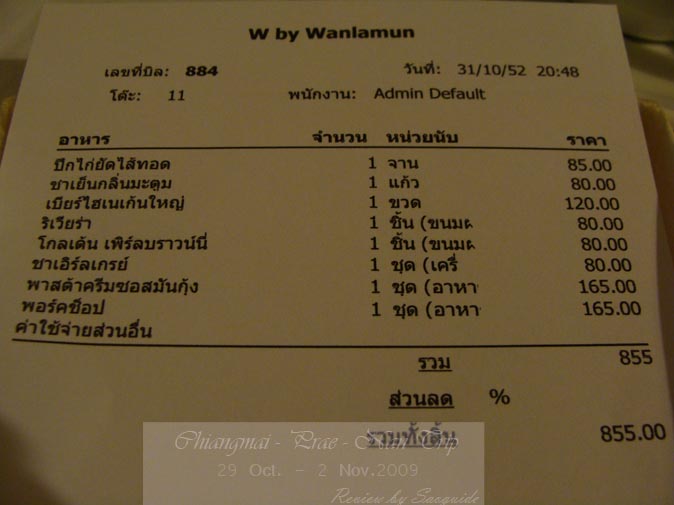 W by Wanlamun
เลขที่บิล: 884 วันที่: 31/10/52 20:48
โต๊ะ: 11 พนักงาน: Admin Default
อาหาร จำนวน หน่วยนับ ราคา
ปีกไก่ยัดไส้ทอด 1 จาน 85.00
ชาเย็นกลิ่นมะตูม 1 แก้ว 80.00
เบียร์ไฮเนเก้นใหญ่ 1 ขวด 120.00
ริเวียร่า 1 ชิ้น (ขนมผ 80.00
โกลเด้น เพิร์ลบราวน์นี่ 1 ชิ้น (ขนมผ 80.00
ชาเอิร์ลเกรย์ 1 ชุด (เครื่ 80.00
พาสต้าครีมซอสมันกุ้ง 1 ชุด (อาหา 165.00
พอร์คช็อป 1 ชุด (อาหา 165.00
ค่าใช้จ่ายส่วนอื่น
รวม 855
ส่วนลด %
รวมทั้งสิ้น 855.00
Chiangmai - Prae - Nan Trip
29 Oct. - 2 Nov.2009
Review by Saoguide